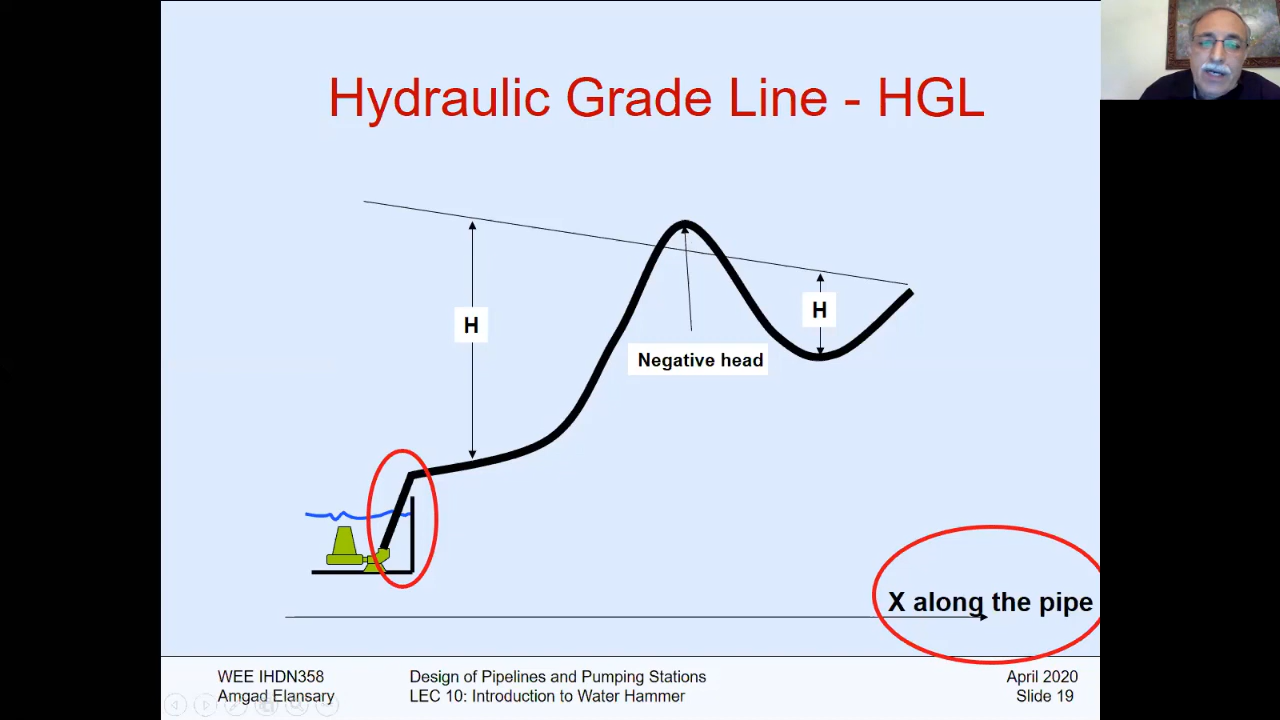 Hydraulic Grade Line - HGL
H
H
Negative head
X along the pipe
WEE IHDN358
Amgad Elansary
Design of Pipelines and Pumping Stations
LEC 10: Introduction to Water Hammer
April 2020
Slide 19